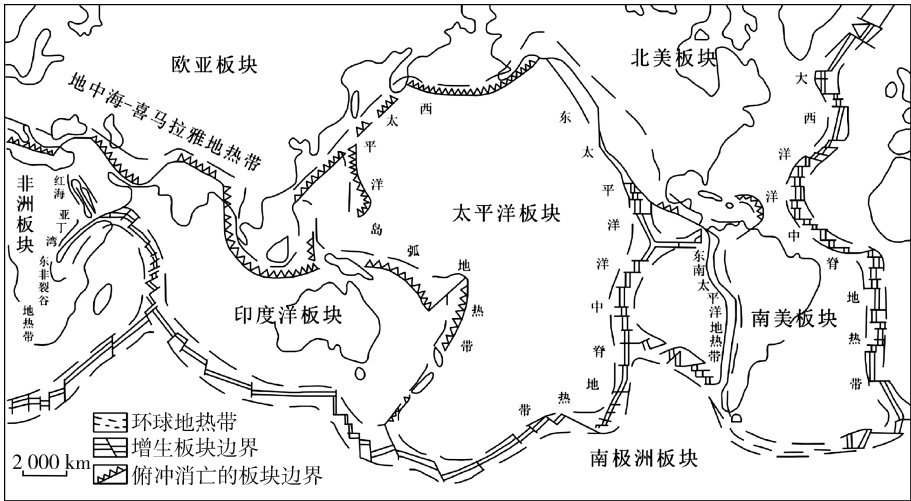 欧亚板块
北美板块
地中海-喜马拉雅地热带
非洲板块
红海
亚丁湾
东非裂谷地热带
西太平洋岛弧地热带
太平洋板块
东太平洋洋中脊地热带
大西洋洋中脊地热带
东南太平洋地热带
印度洋板块
南美板块
南极洲板块
环球地热带
增生板块边界
俯冲消亡的板块边界
2 000 km